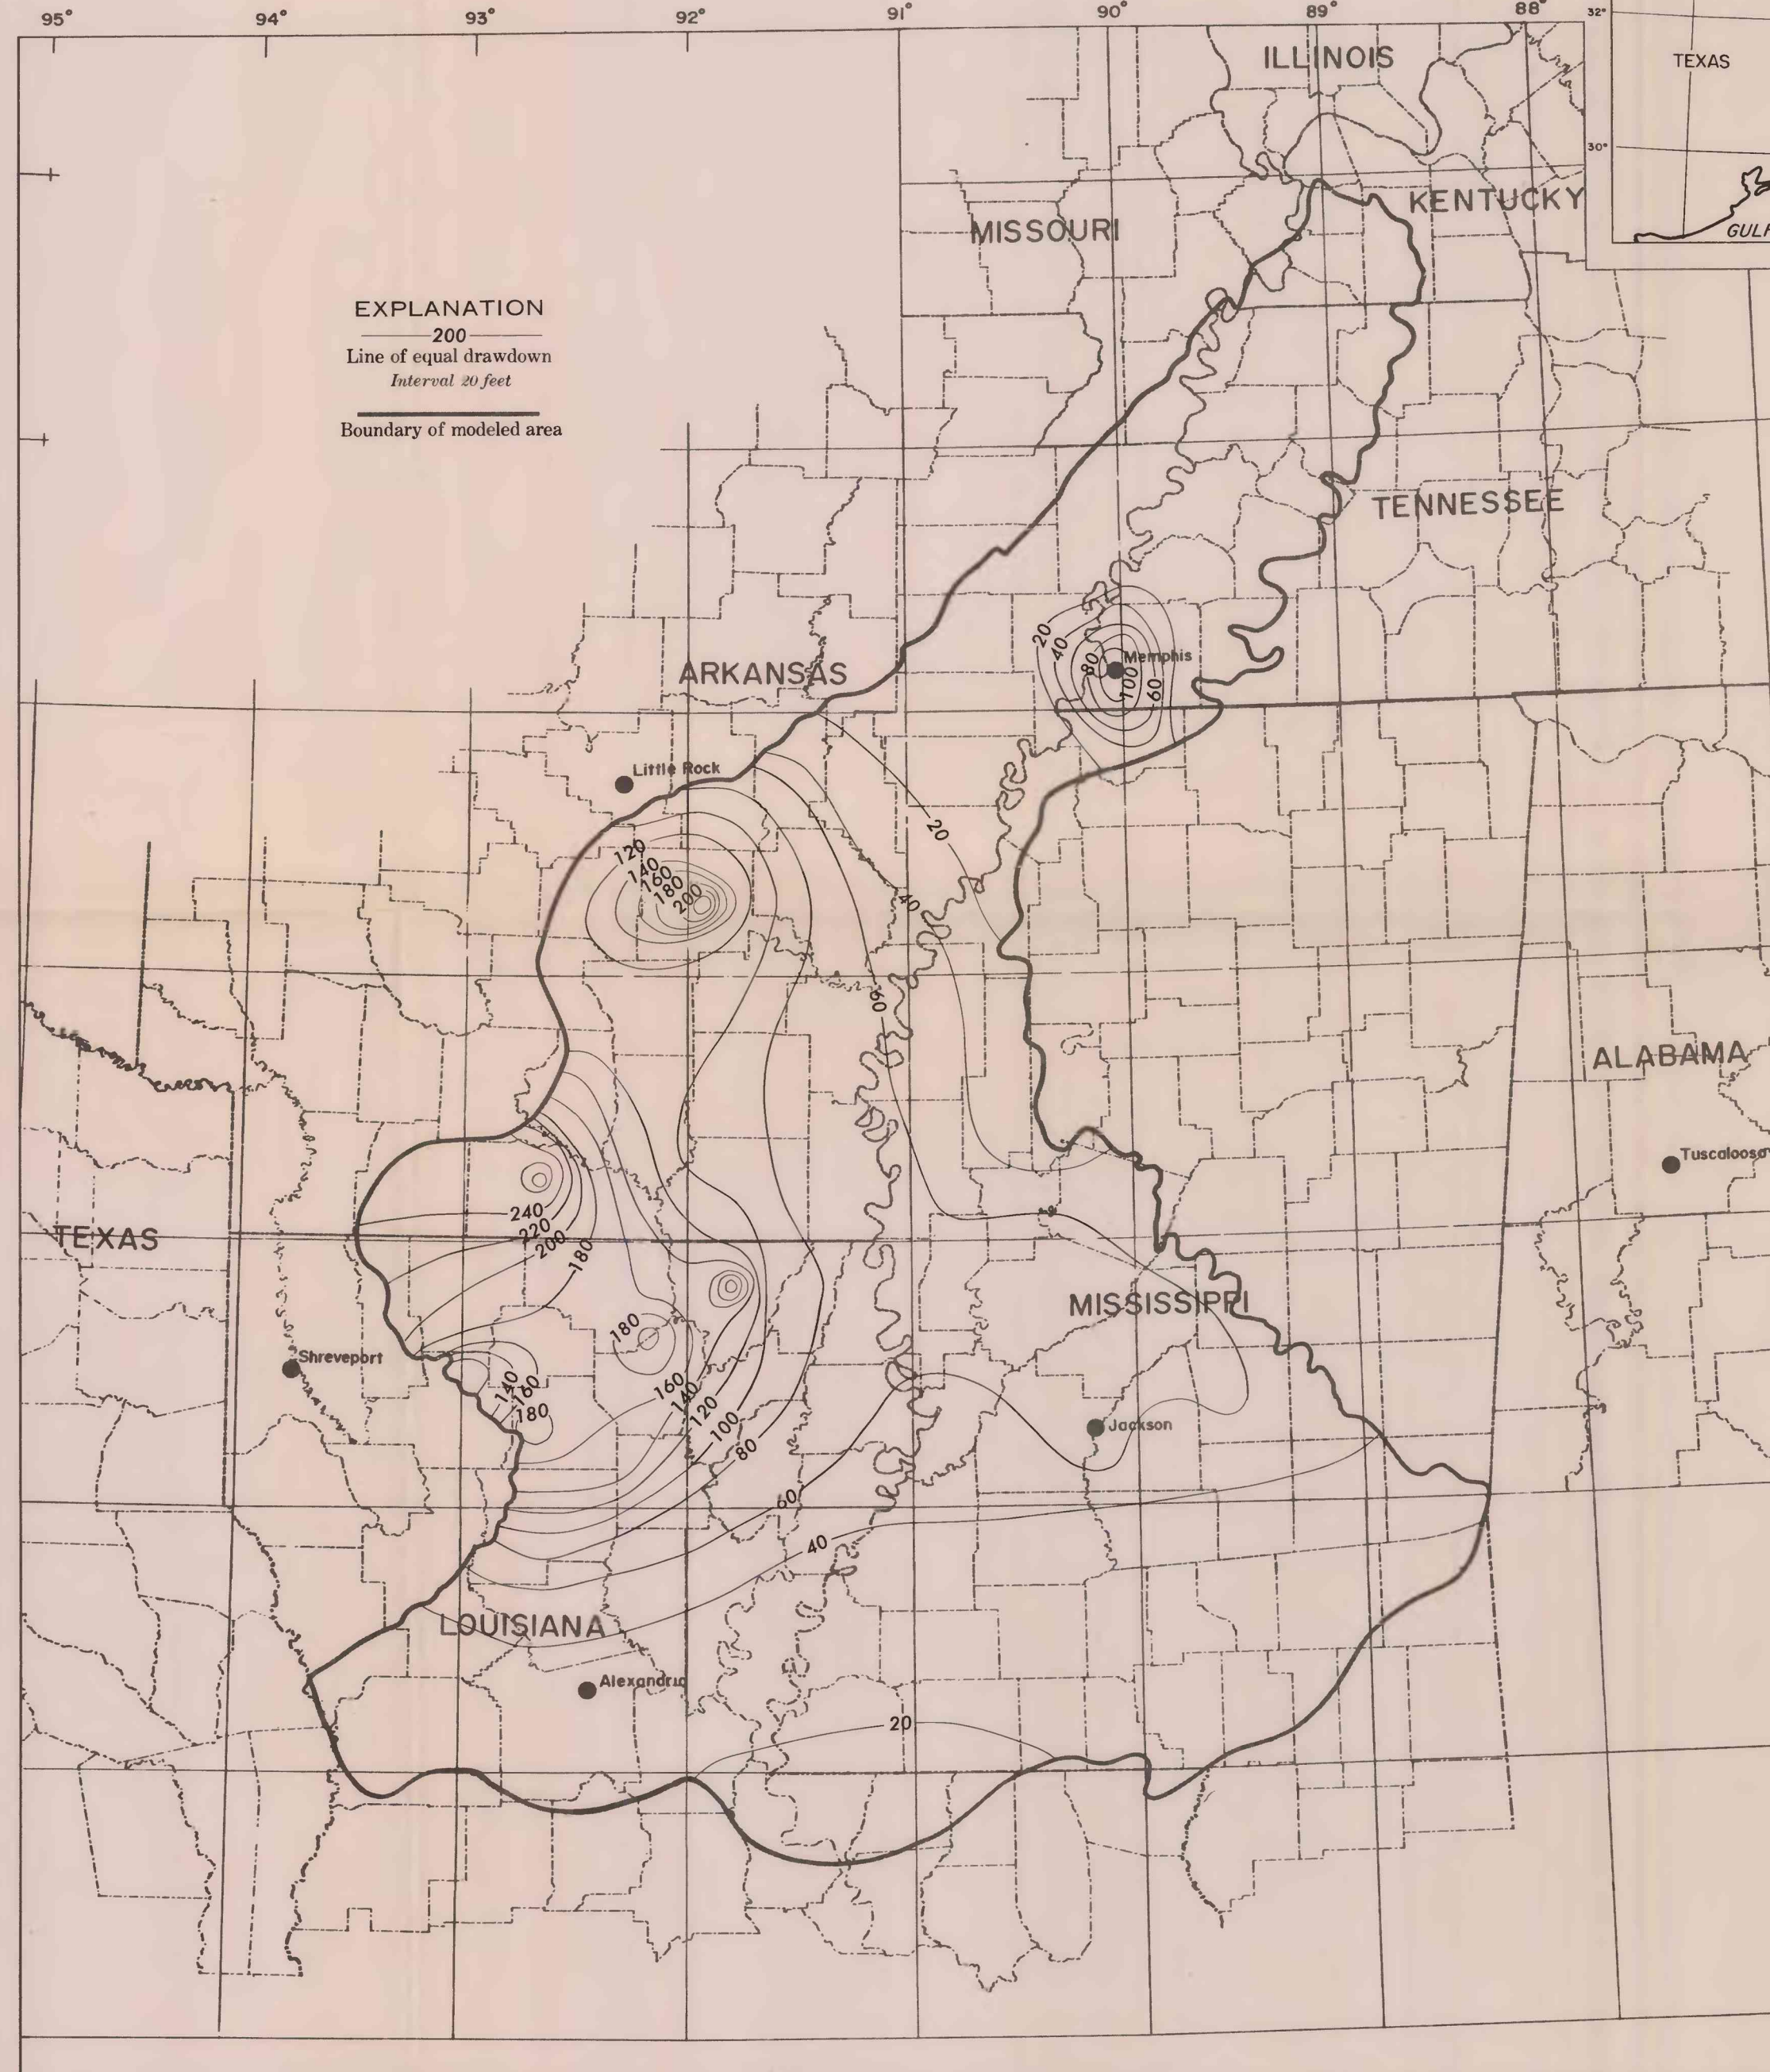 95° 94° 93° 92° 91° 90° 89° 88°
32°
TEXAS
30°
ILLINOIS
KENTUCKY
GULF
MISSOURI
EXPLANATION
200
Line of equal drawdown
Interval 20 feet
Boundary of modeled area
TENNESSEE
20
40
80
Memphis
100
60
ARKANSAS
Little Rock
20
120
140
160
180
200
40
60
ALABAMA
Tuscaloosa
240
220
200
180
TEXAS
MISSISSIPPI
180
Shreveport
140
160
180
160
140
120
100
80
Jackson
60
40
LOUISIANA
Alexandria
20